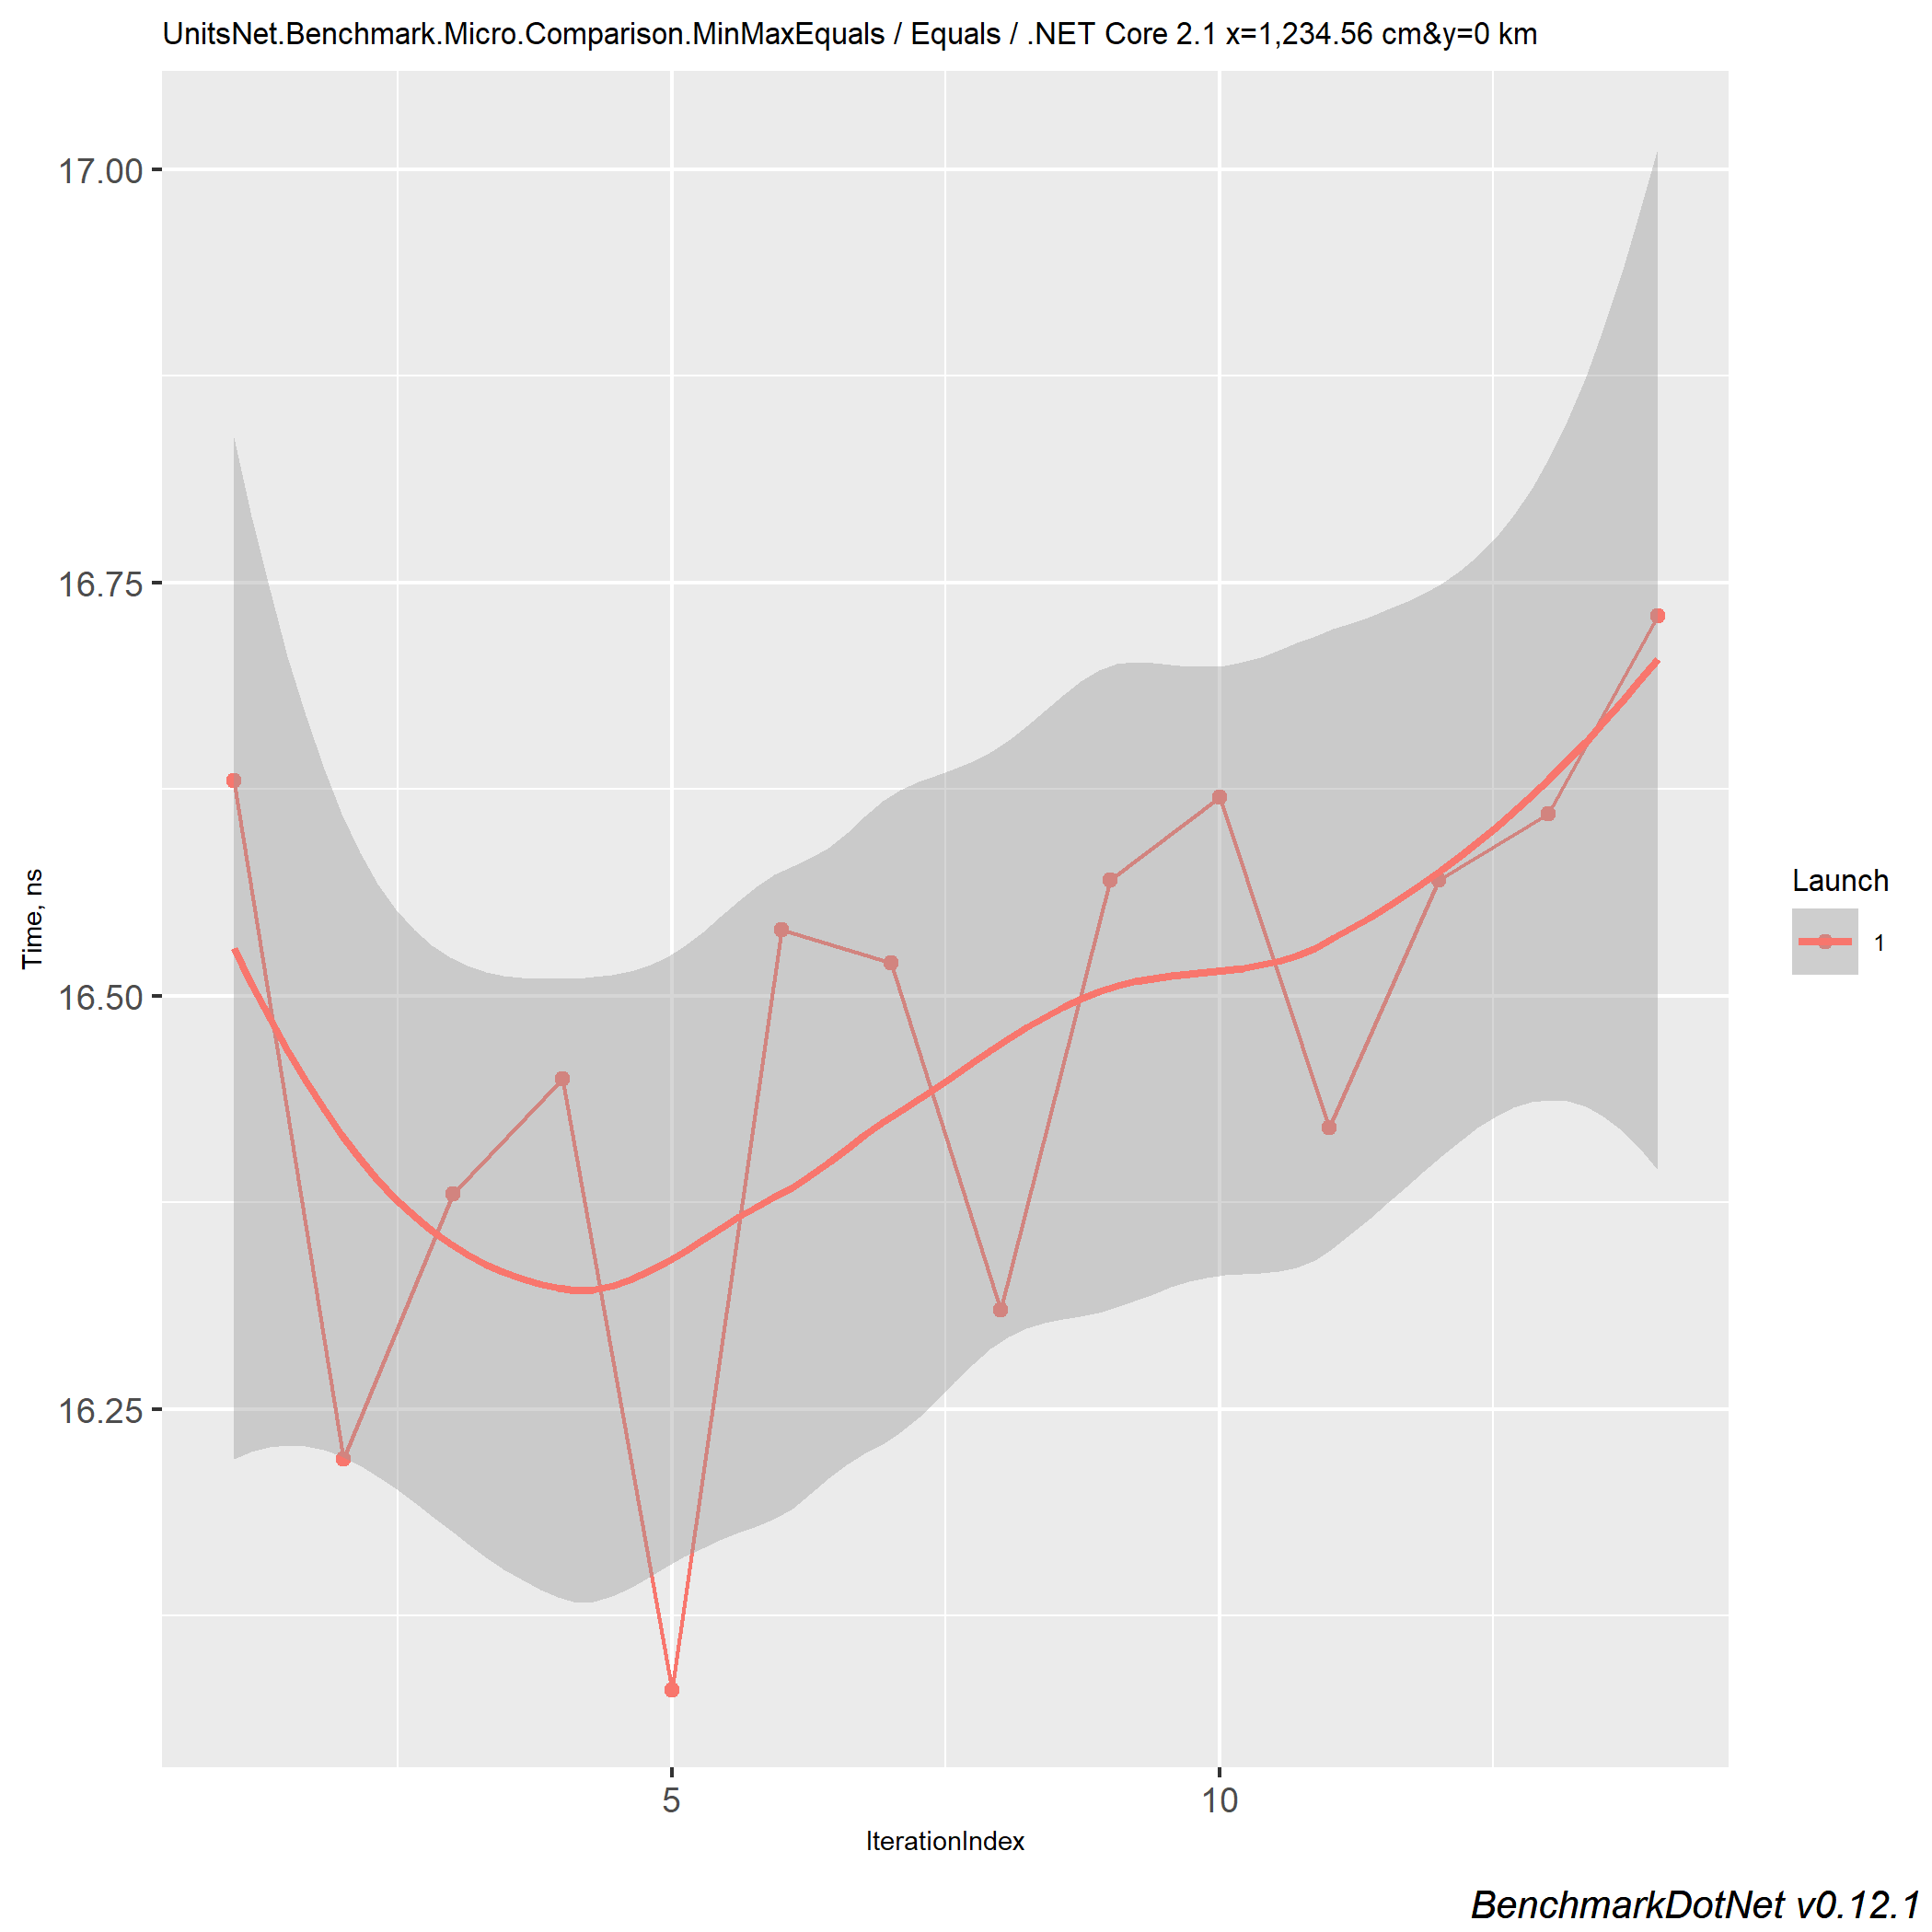 UnitsNet.Benchmark.Micro.Comparison.MinMaxEquals / Equals / .NET Core 2.1 x=1,234.56 cm&y=0 km
17.00
16.75
16.50
16.25
Time, ns
5
10
IterationIndex
Launch
1
BenchmarkDotNet v0.12.1